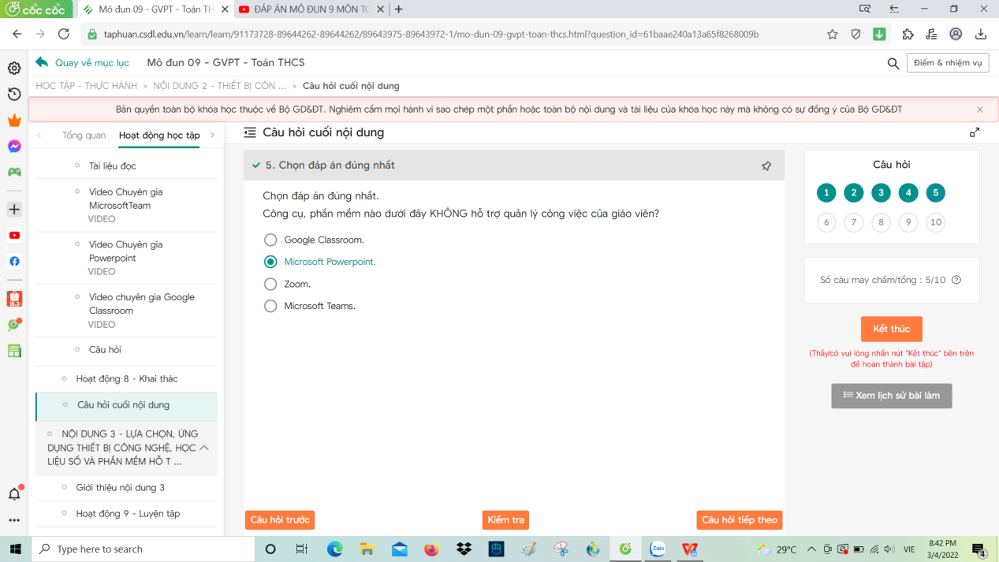 cốc cốc
Mô đun 09 - GVPT - Toán TH
ĐÁP ÁN MÔ ĐUN 9 MÔN TO
taphuan.csdl.edu.vn/learn/learn/91173728-89644262-89644262/89643975-89643972-1/mo-dun-09-gvpt-toan-thcs.html?question_id=61baae240a13a65f8268009b
Quay về mục lục
Mô đun 09 - GVPT - Toán THCS
Điểm & nhiệm vụ
HỌC TẬP - THỰC HÀNH > NỘI DUNG 2 - THIẾT BỊ CÔN ... > Câu hỏi cuối nội dung
Bản quyền toàn bộ khóa học thuộc về Bộ GD&ĐT. Nghiêm cấm mọi hành vi sao chép một phần hoặc toàn bộ nội dung và tài liệu của khóa học này mà không có sự đồng ý của Bộ GD&ĐT
Tổng quan
Hoạt động học tập
Tài liệu đọc
Video Chuyên gia
MicrosoftTeam
VIDEO
Video Chuyên gia
Powerpoint
VIDEO
Video chuyên gia Google
Classroom
VIDEO
Câu hỏi
Hoạt động 8 - Khai thác
Câu hỏi cuối nội dung
NỘI DUNG 3 - LỰA CHỌN, ỨNG
DỤNG THIẾT BỊ CÔNG NGHỆ, HỌC
LIỆU SỐ VÀ PHẦN MỀM HỖ T ...
Giới thiệu nội dung 3
Hoạt động 9 - Luyện tập
Câu hỏi cuối nội dung
5. Chọn đáp án đúng nhất
Chọn đáp án đúng nhất.
Công cụ, phần mềm nào dưới đây KHÔNG hỗ trợ quản lý công việc của giáo viên?
Google Classroom.
Microsoft Powerpoint.
Zoom.
Microsoft Teams.
Câu hỏi trước
Kiểm tra
Câu hỏi tiếp theo
Câu hỏi
1 2 3 4 5
6 7 8 9 10
Số câu máy chấm/tổng : 5/10
Kết thúc
(Thầy/cô vui lòng nhấn nút "Kết thúc" bên trên
để hoàn thành bài tập)
Xem lịch sử bài làm
Type here to search
Zalo
29°C
VIE
8:42 PM
3/4/2022
4